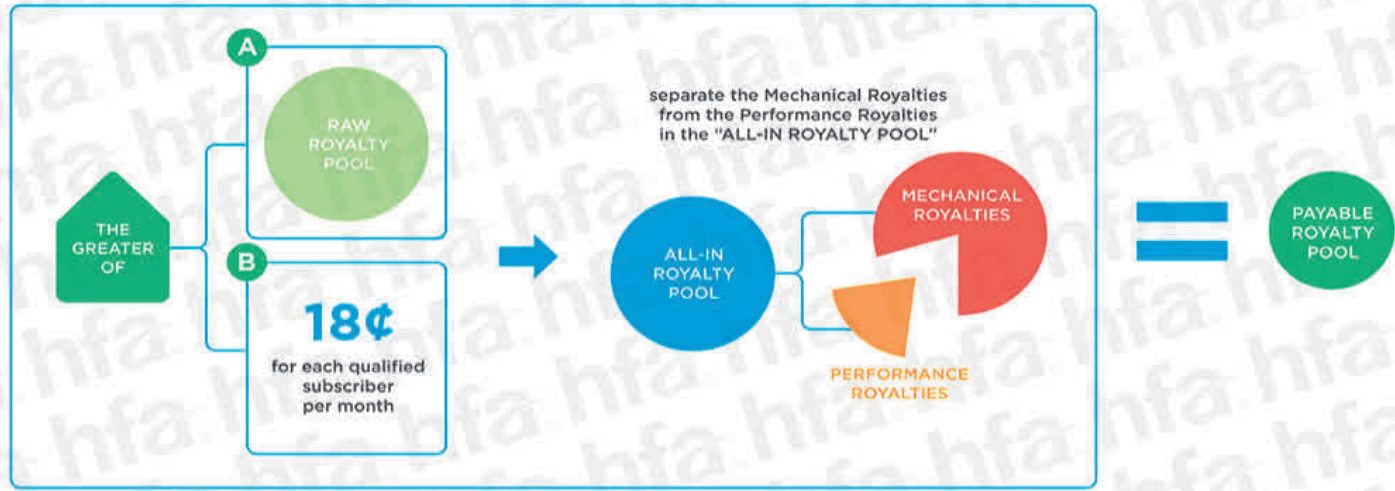 THE
GREATER
OF
A
RAW
ROYALTY
POOL
B
18¢
for each qualified
subscriber
per month
separate the Mechanical Royalties
from the Performance Royalties
in the "ALL-IN ROYALTY POOL"
ALL-IN
ROYALTY
POOL
MECHANICAL
ROYALTIES
PERFORMANCE
ROYALTIES
PAYABLE
ROYALTY
POOL
hfa